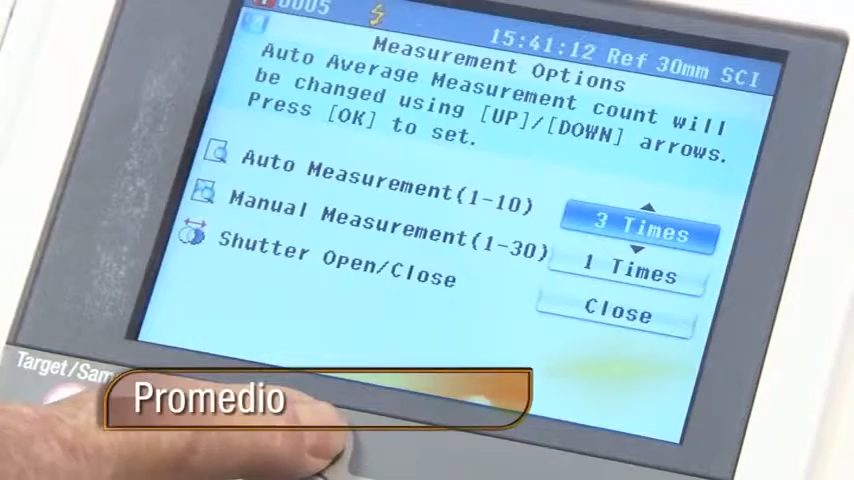 0005
15:41:12 Ref 30mm SCI
Measurement Options
Auto Average Measurement count will
be changed using [UP]/[DOWN] arrows.
Press [OK] to set.
Auto Measurement(1-10)
3 Times
Manual Measurement(1-30)
1 Times
Shutter Open/Close
Close
Target/Sam
Promedio